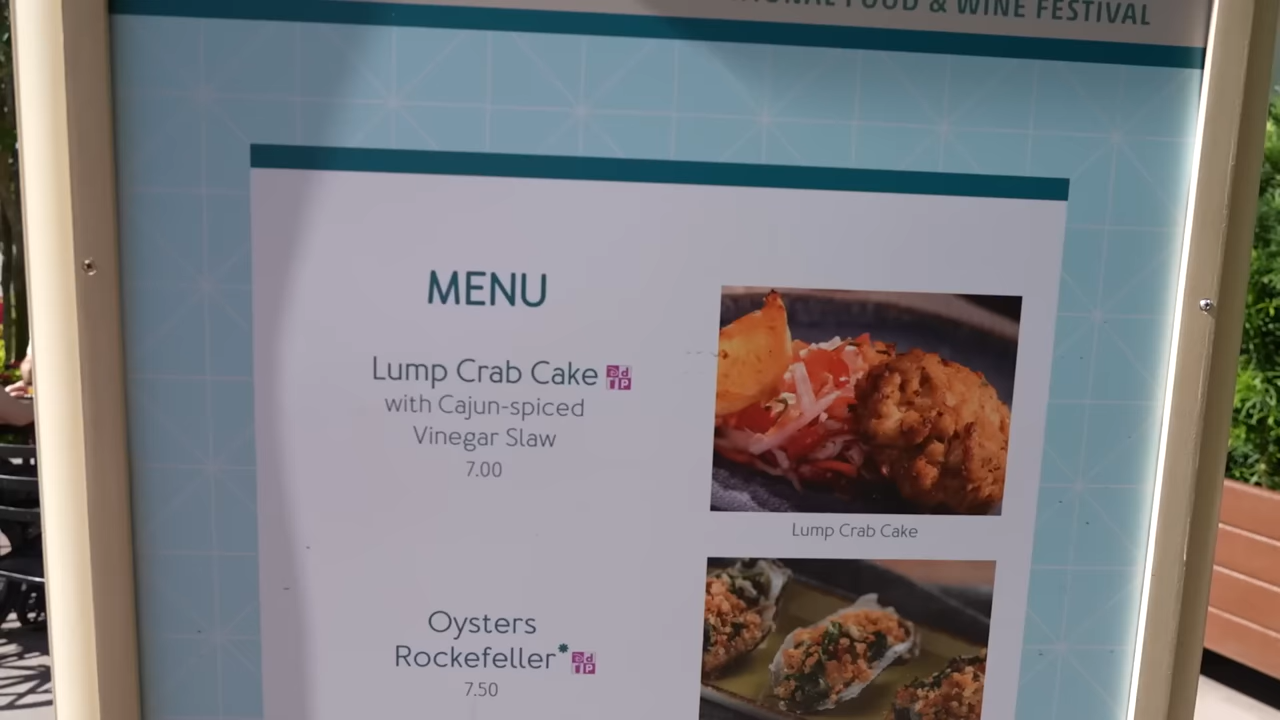 FOOD & WINE FESTIVAL
MENU
Lump Crab Cake
with Cajun-spiced
Vinegar Slaw
7.00
Lump Crab Cake
Oysters
Rockefeller*
7.50